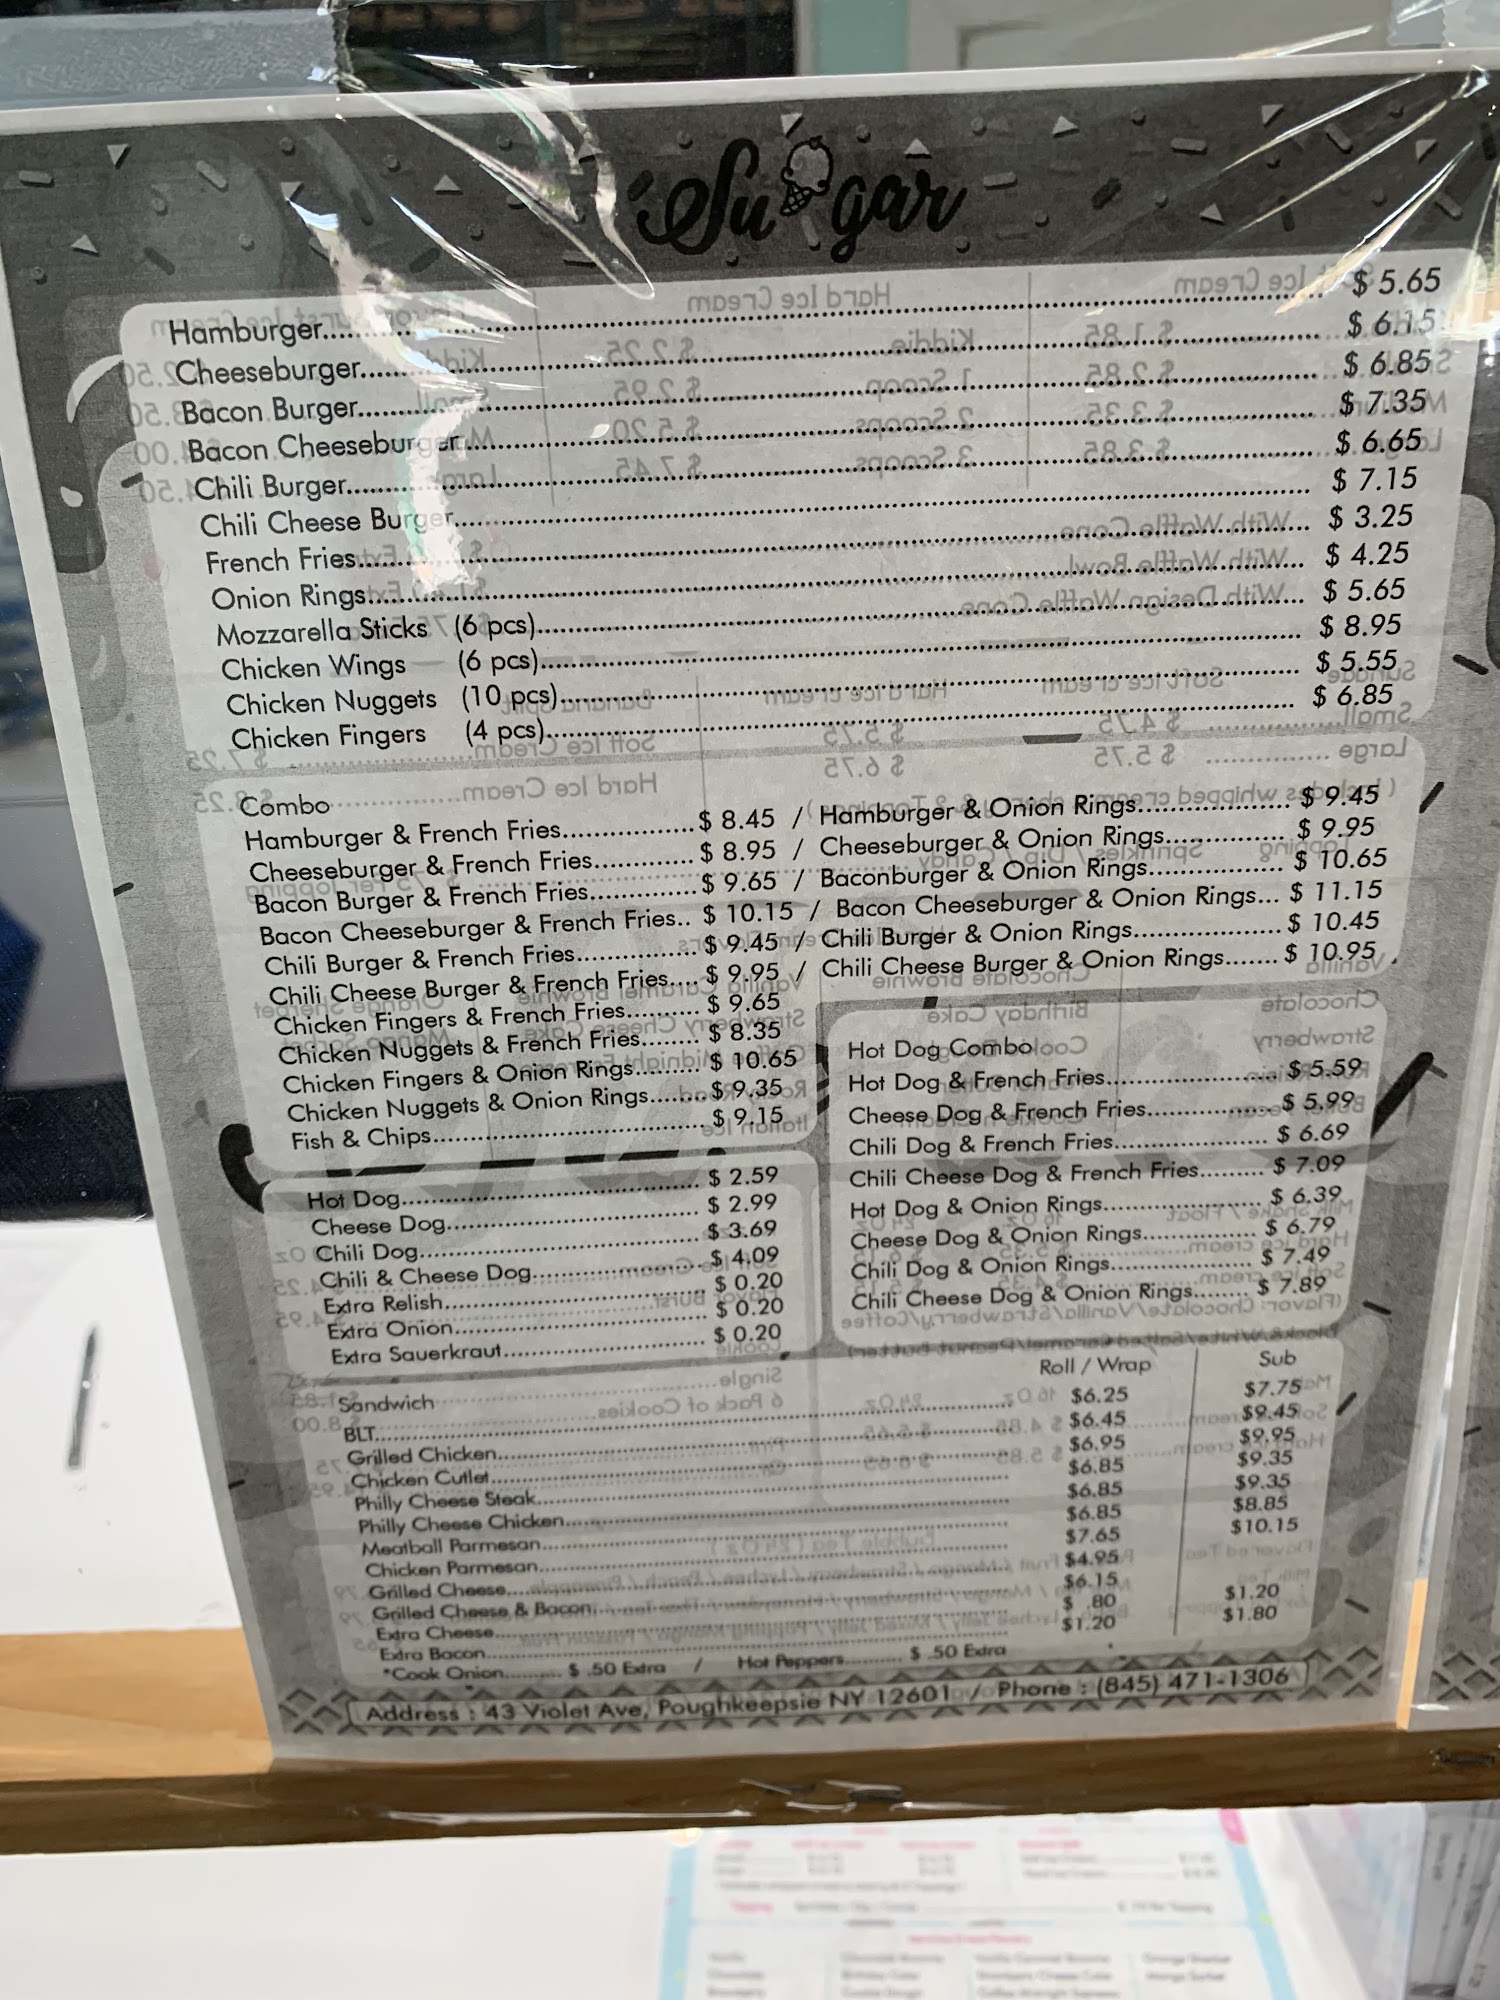 Sugar
Hamburger.......... $ 5.65
Cheeseburger.......... $ 6.15
Bacon Burger.......... $ 6.85
Bacon Cheeseburger.......... $ 7.35
Chili Burger.......... $ 6.65
Chili Cheese Burger.......... $ 7.15
French Fries.......... $ 3.25
Onion Rings.......... $ 4.25
Mozzarella Sticks (6 pcs).......... $ 5.65
Chicken Wings (6 pcs).......... $ 8.95
Chicken Nuggets (10 pcs).......... $ 5.55
Chicken Fingers (4 pcs).......... $ 6.85
Combo
Hamburger & French Fries.......... $ 8.45 / Hamburger & Onion Rings.......... $ 9.45
Cheeseburger & French Fries.......... $ 8.95 / Cheeseburger & Onion Rings.......... $ 9.95
Bacon Burger & French Fries.......... $ 9.65 / Baconburger & Onion Rings.......... $ 10.65
Bacon Cheeseburger & French Fries.. $ 10.15 / Bacon Cheeseburger & Onion Rings... $ 11.15
Chili Burger & French Fries.......... $ 9.45 / Chili Burger & Onion Rings.......... $ 10.45
Chili Cheese Burger & French Fries.... $ 9.95 / Chili Cheese Burger & Onion Rings....... $ 10.95
Chicken Fingers & French Fries.......... $ 9.65
Chicken Nuggets & French Fries........ $ 8.35
Chicken Fingers & Onion Rings.......... $ 10.65
Chicken Nuggets & Onion Rings........ $ 9.35
Fish & Chips.......... $ 9.15
Hot Dog Combo
Hot Dog & French Fries.......... $ 5.59
Cheese Dog & French Fries.......... $ 5.99
Chili Dog & French Fries.......... $ 6.69
Chili Cheese Dog & French Fries......... $ 7.09
Hot Dog & Onion Rings.......... $ 6.39
Cheese Dog & Onion Rings.......... $ 6.79
Chili Dog & Onion Rings.......... $ 7.49
Chili Cheese Dog & Onion Rings........ $ 7.89
Hot Dog.......... $ 2.59
Cheese Dog.......... $ 2.99
Chili Dog.......... $ 3.69
Chili & Cheese Dog.......... $ 4.09
Extra Relish.......... $ 0.20
Extra Onion.......... $ 0.20
Extra Sauerkraut.......... $ 0.20
Sandwich Roll / Wrap Sub
BLT.......... $6.25 $7.75
Grilled Chicken.......... $6.45 $9.45
Chicken Cutlet.......... $6.95 $9.95
Philly Cheese Steak.......... $6.85 $9.35
Philly Cheese Chicken.......... $6.85 $9.35
Meatball Parmesan.......... $6.85 $8.85
Chicken Parmesan.......... $7.65 $10.15
Grilled Cheese.......... $4.95
Grilled Cheese & Bacon.......... $6.15
Extra Cheese.......... $ .80 $1.20
Extra Bacon.......... $1.20 $1.80
*Cook Onion.......... $ .50 Extra / Hot Peppers.......... $ .50 Extra
Address : 43 Violet Ave, Poughkeepsie NY 12601 / Phone : (845) 471-1306